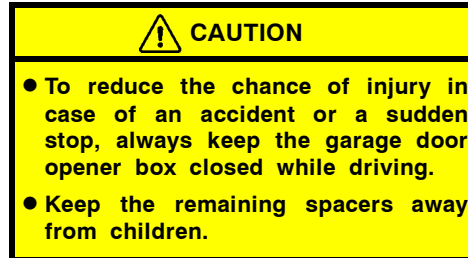 CAUTION
● To reduce the chance of injury in
case of an accident or a sudden
stop, always keep the garage door
opener box closed while driving.
● Keep the remaining spacers away
from children.